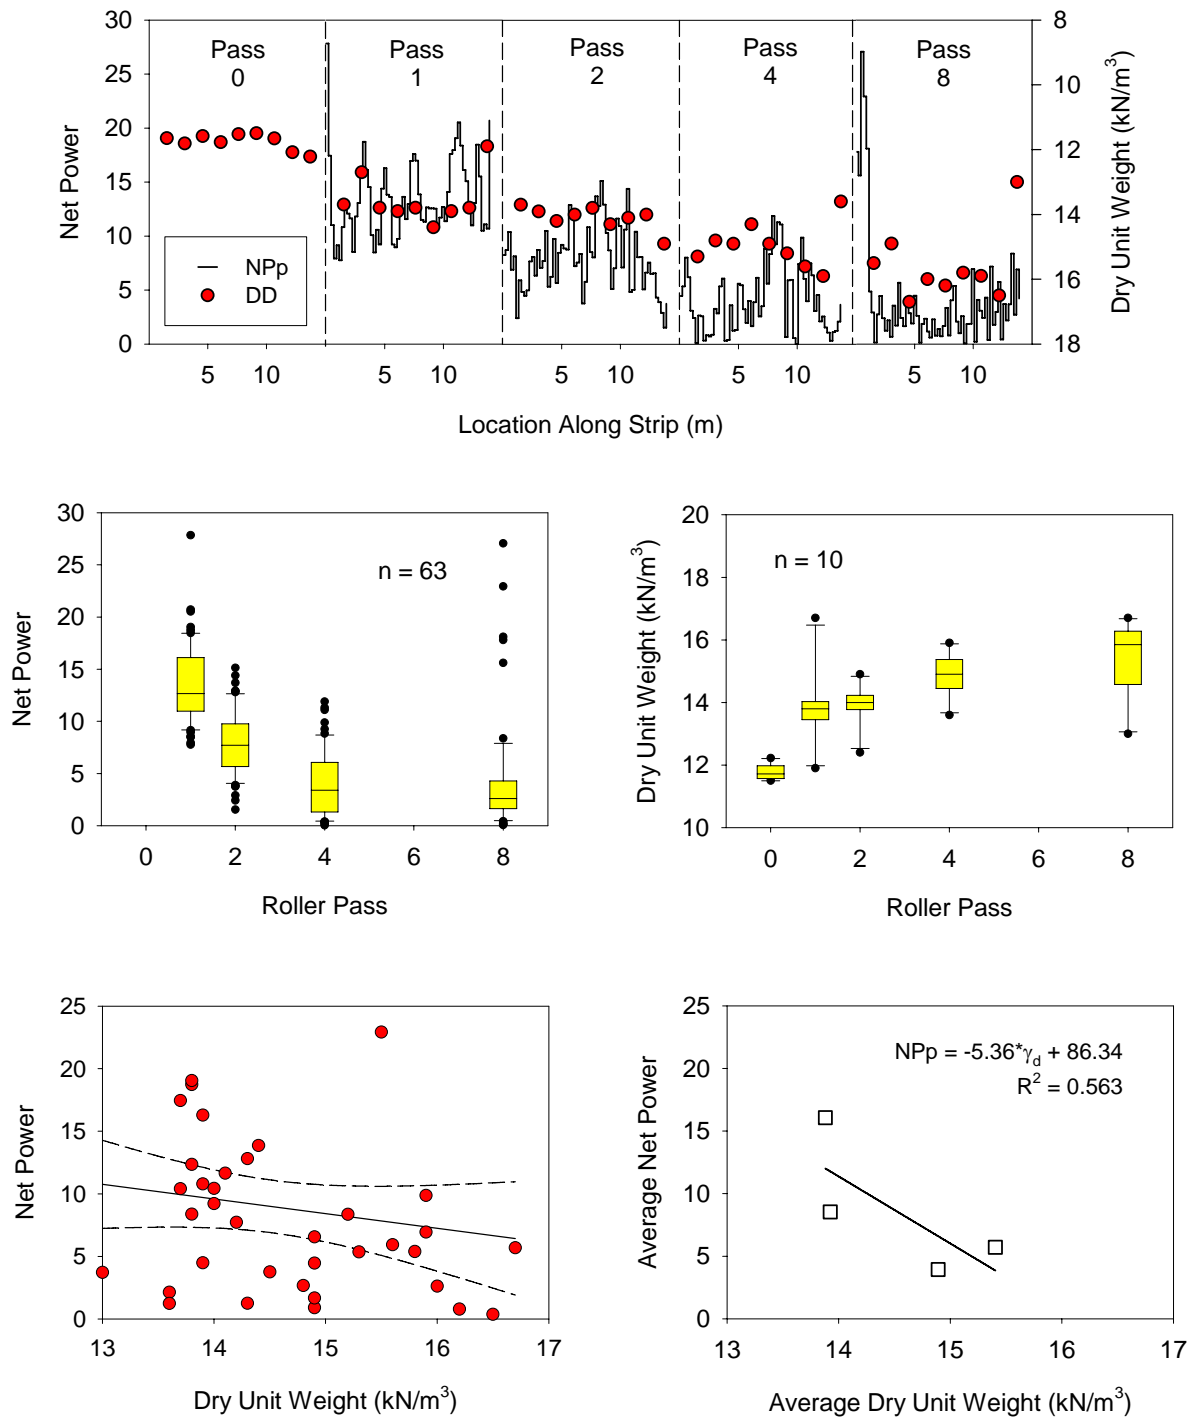 30
25
20
15
10
5
0
Net Power
Pass
0
Pass
1
Pass
2
Pass
4
Pass
8
NPp
DD
8
9
10
12
14
16
18
Dry Unit Weight (kN/m³)
5 10 5 10 5 10 5 10 5 10
Location Along Strip (m)
30
25
20
15
10
5
0
Net Power
n = 63
0 2 4 6 8
Roller Pass
20
18
16
14
12
10
Dry Unit Weight (kN/m³)
n = 10
0 2 4 6 8
Roller Pass
25
20
15
10
5
0
Net Power
13 14 15 16 17
Dry Unit Weight (kN/m³)
25
20
15
10
5
0
Average Net Power
NPp = -5.36*γd + 86.34
R² = 0.563
13 14 15 16 17
Average Dry Unit Weight (kN/m³)